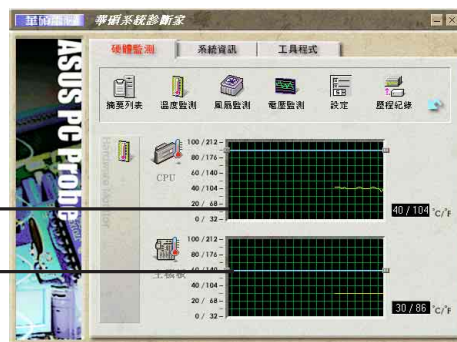 華碩 華碩系統診斷家
ASUS PC Probe
硬體監測 系統資訊 工具程式
摘要列表 溫度監測 風扇監測 電壓監測 設定 歷程紀錄
Hardware Monitor
CPU
100 / 212
80 / 176
60 / 140
40 / 104
20 / 68
0 / 32
40 / 104 °C/°F
主機板
100 / 212
80 / 176
60 / 140
40 / 104
20 / 68
0 / 32
30 / 86 °C/°F